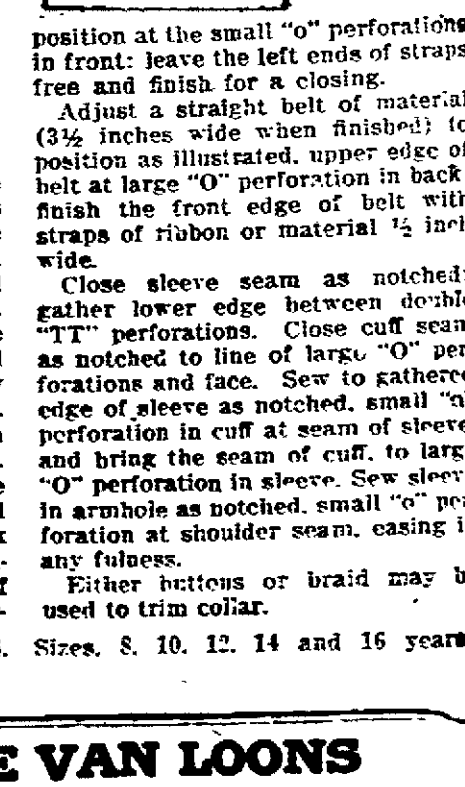 position at the small "o" perforations
in front: leave the left ends of straps
free and finish for a closing.
Adjust a straight belt of material
(3½ inches wide when finished) to
position as illustrated, upper edge of
belt at large "O" perforation in back
finish the front edge of belt with
straps of ribbon or material ½ inch
wide.
Close sleeve seam as notched;
gather lower edge between double
"TT" perforations. Close cuff seam
as notched to line of large "O" per
forations and face. Sew to gathered
edge of sleeve as notched, small "o"
perforation in cuff at seam of sleeve
and bring the seam of cuff, to larg
"O" perforation in sleeve. Sew sleev
in armhole as notched, small "o" per
foration at shoulder seam, easing i
any fulness.
Either buttons or braid may b
used to trim collar.
Sizes, 8, 10, 12, 14 and 16 years
E VAN LOONS